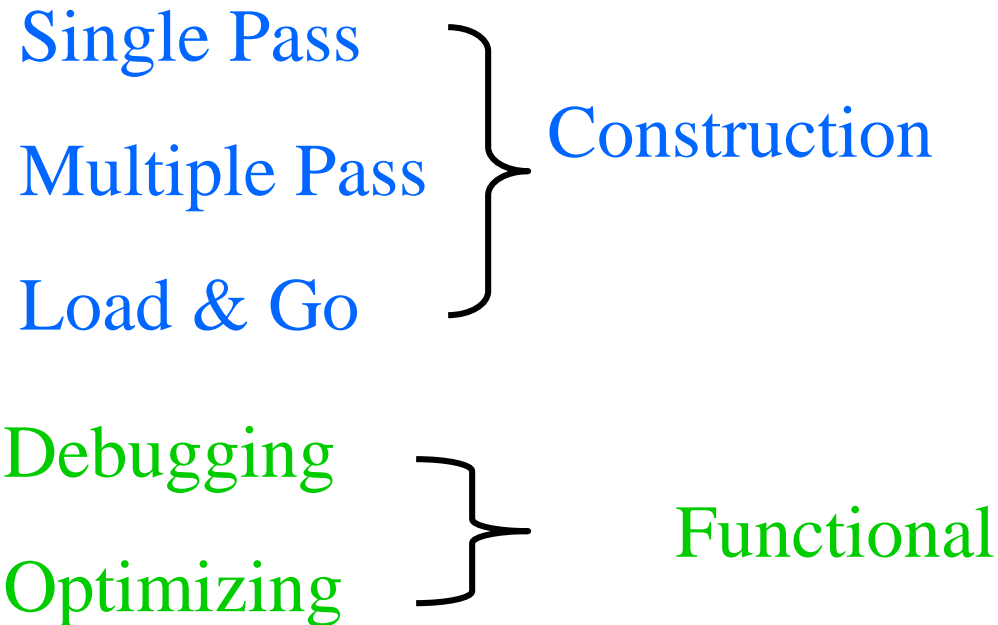 Single Pass
Construction
Multiple Pass
Load & Go
Debugging
Functional
Optimizing